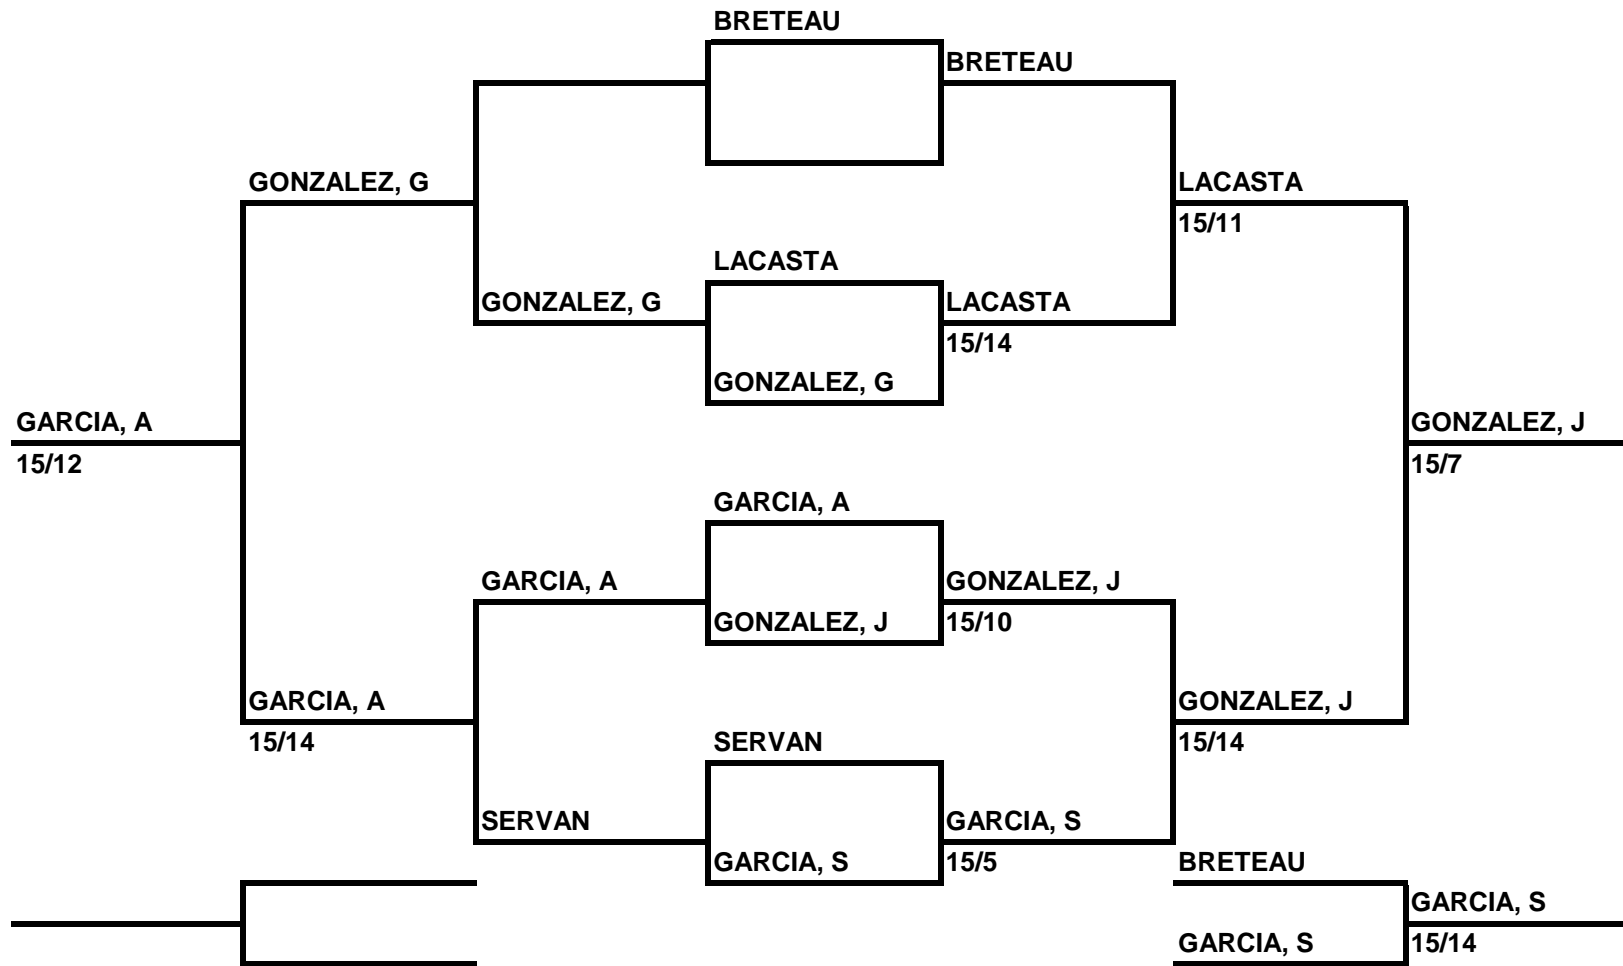 BRETEAU
BRETEAU
GONZALEZ, G
LACASTA
15/11
LACASTA
GONZALEZ, G
LACASTA
15/14
GONZALEZ, G
GARCIA, A
15/12
GONZALEZ, J
15/7
GARCIA, A
GARCIA, A
GONZALEZ, J
GONZALEZ, J
15/10
GARCIA, A
15/14
GONZALEZ, J
15/14
SERVAN
SERVAN
GARCIA, S
GARCIA, S
15/5
BRETEAU
GARCIA, S
GARCIA, S
15/14